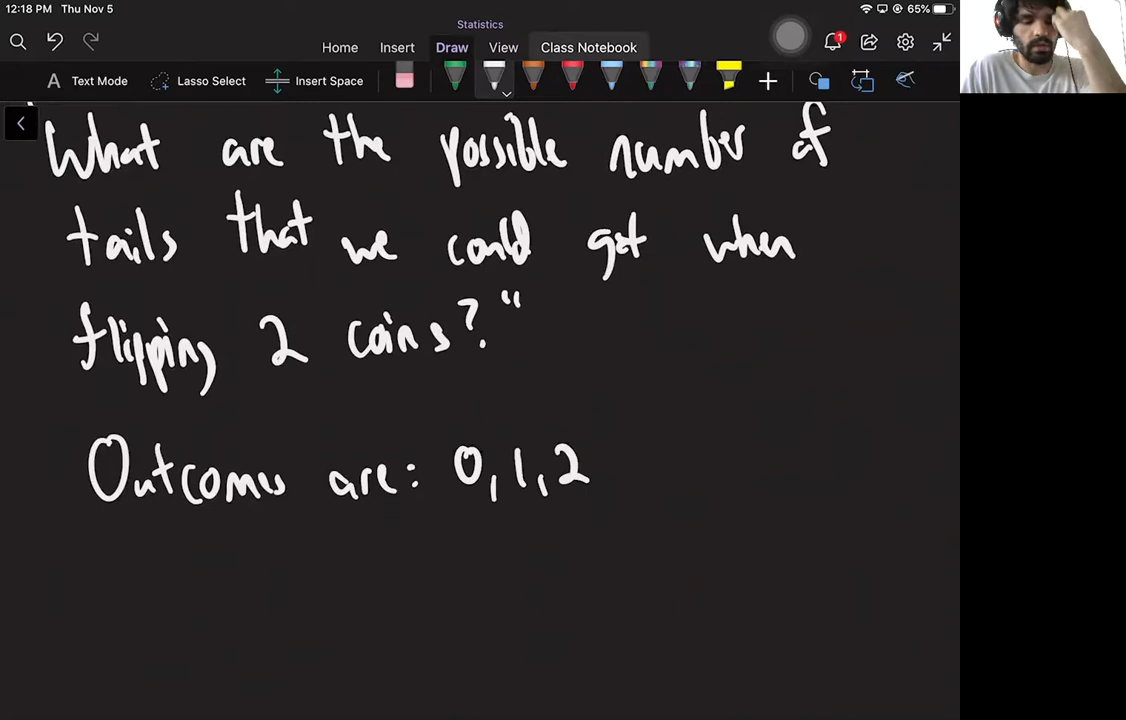 12:18 PM Thu Nov 5
65%
Statistics
Home Insert Draw View Class Notebook
1
A Text Mode Lasso Select Insert Space
"What are the possible number of
tails that we could get when
flipping 2 coins?"
Outcomes are: 0, 1, 2